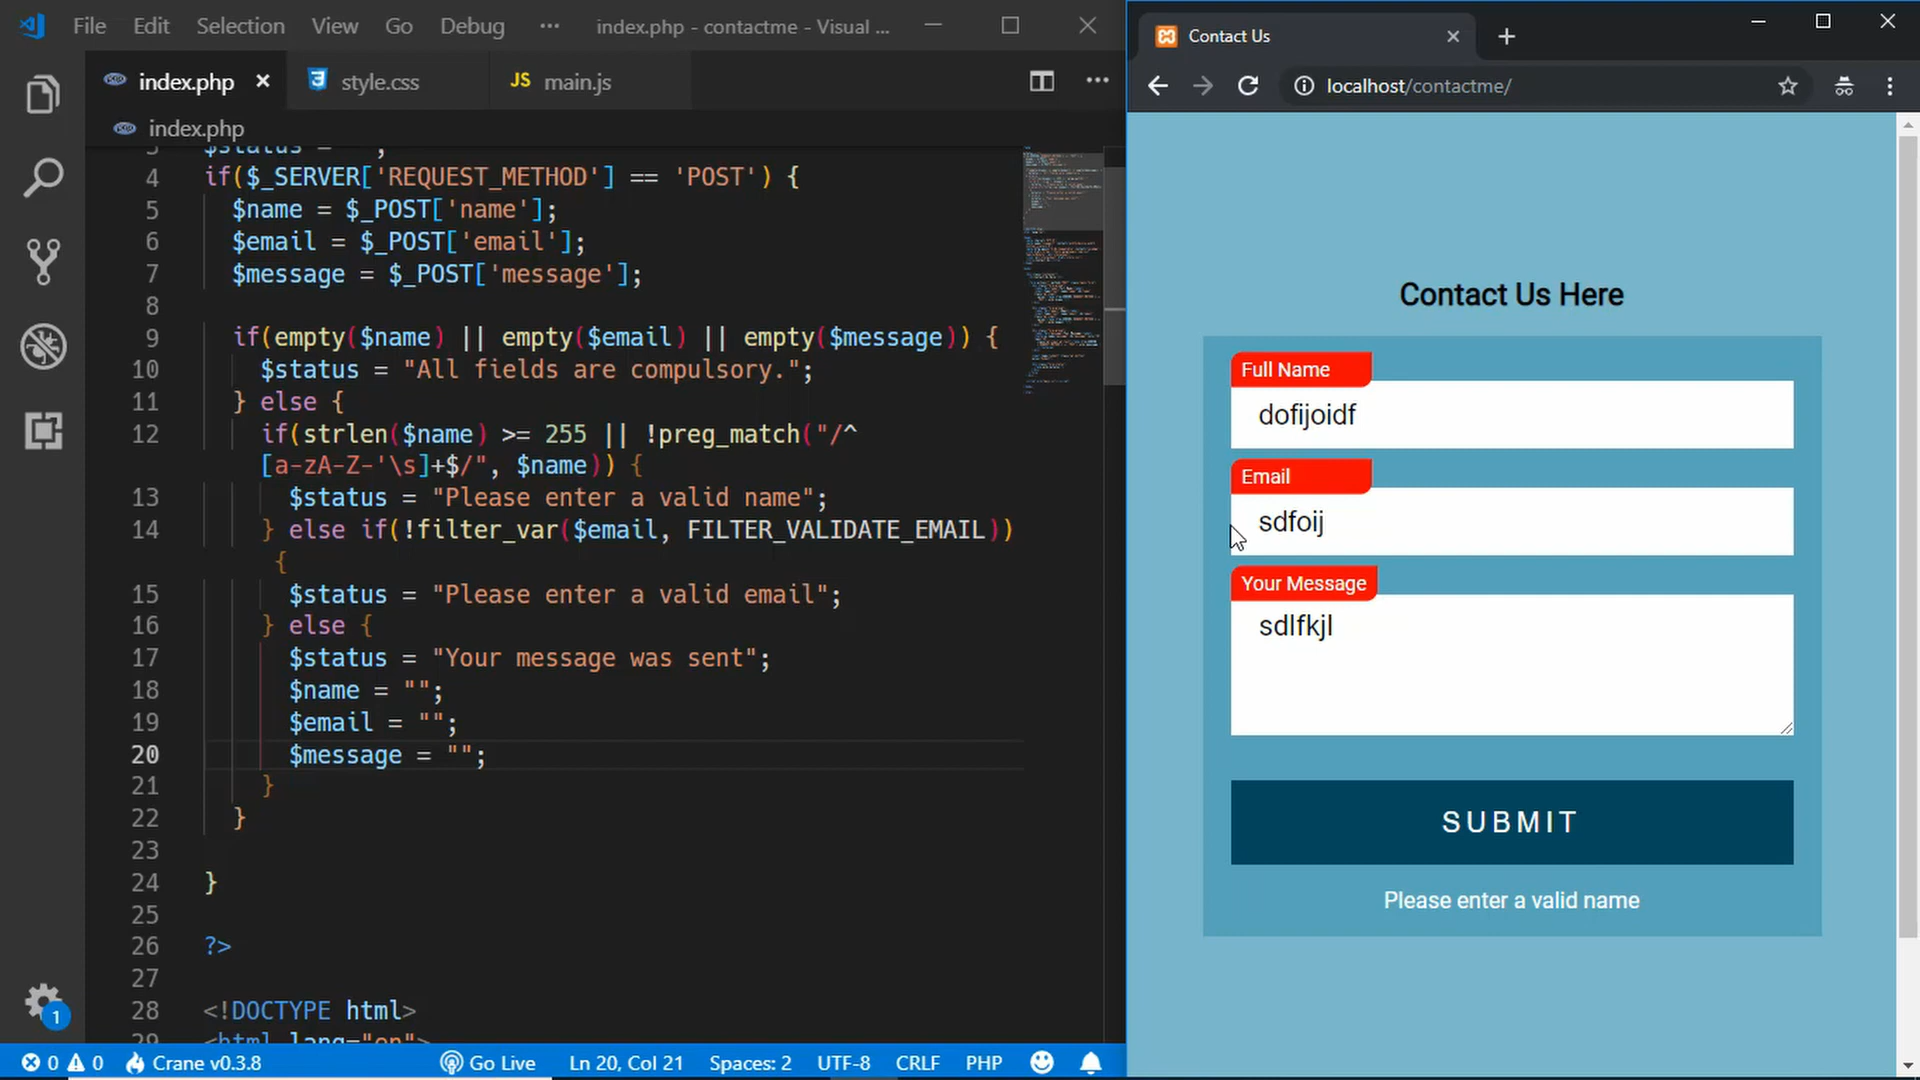 File Edit Selection View Go Debug ··· index.php - contactme - Visual ...
index.php × style.css JS main.js ···
index.php
3 $status = ;
4 if($_SERVER['REQUEST_METHOD'] == 'POST') {
5 $name = $_POST['name'];
6 $email = $_POST['email'];
7 $message = $_POST['message'];
8
9 if(empty($name) || empty($email) || empty($message)) {
10 $status = "All fields are compulsory.";
11 } else {
12 if(strlen($name) >= 255 || !preg_match("/^
[a-zA-Z-'\s]+$/", $name)) {
13 $status = "Please enter a valid name";
14 } else if(!filter_var($email, FILTER_VALIDATE_EMAIL))
{
15 $status = "Please enter a valid email";
16 } else {
17 $status = "Your message was sent";
18 $name = "";
19 $email = "";
20 $message = "";
21 }
22 }
23
24 }
25
26 ?>
27
28 <!DOCTYPE html>
29 <html lang="en">
1
0 0 Crane v0.3.8 Go Live Ln 20, Col 21 Spaces: 2 UTF-8 CRLF PHP
Contact Us
localhost/contactme/
Contact Us Here
Full Name
dofijoidf
Email
sdfoij
Your Message
sdlfkjl
SUBMIT
Please enter a valid name